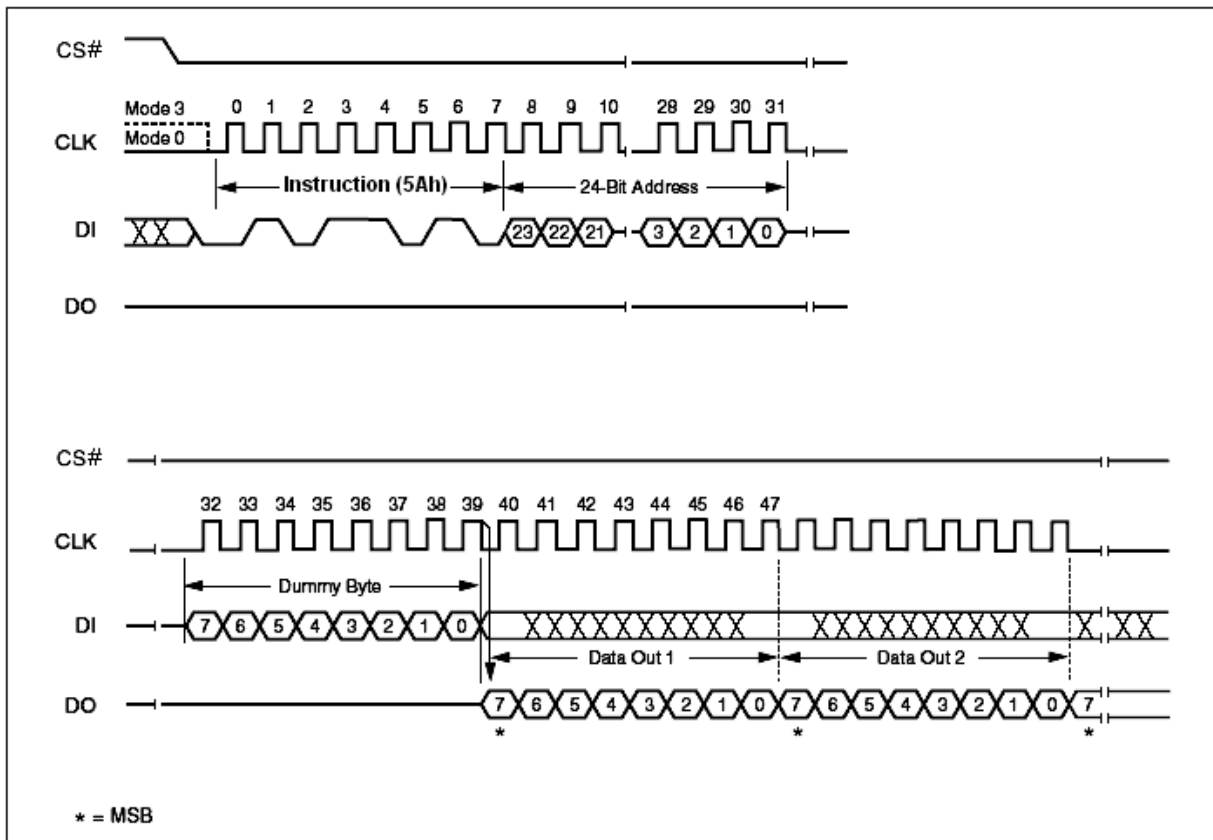 CS#
Mode 3
0 1 2 3 4 5 6 7 8 9 10 28 29 30 31
CLK
Mode 0
Instruction (5Ah)
24-Bit Address
DI
23 22 21 3 2 1 0
DO
CS#
32 33 34 35 36 37 38 39 40 41 42 43 44 45 46 47
CLK
Dummy Byte
DI
7 6 5 4 3 2 1 0
Data Out 1
Data Out 2
DO
7 6 5 4 3 2 1 0 7 6 5 4 3 2 1 0 7
* * *
* = MSB